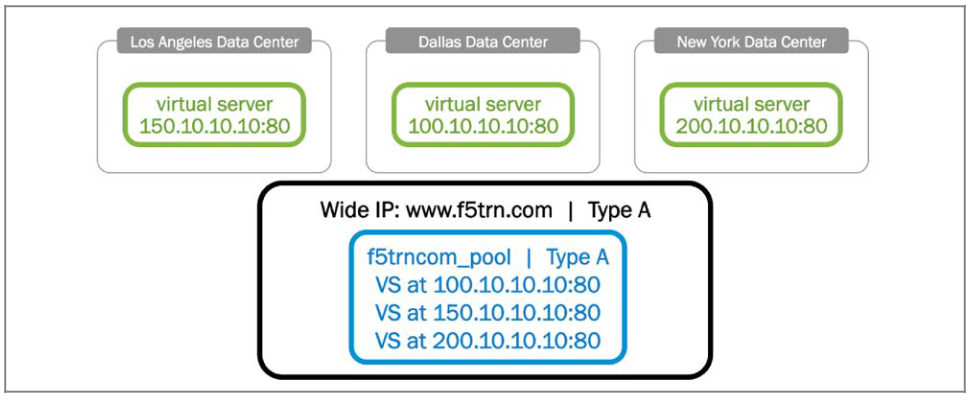 Los Angeles Data Center
virtual server
150.10.10.10:80
Dallas Data Center
virtual server
100.10.10.10:80
New York Data Center
virtual server
200.10.10.10:80
Wide IP: www.f5trn.com | Type A
f5trncom_pool | Type A
VS at 100.10.10.10:80
VS at 150.10.10.10:80
VS at 200.10.10.10:80